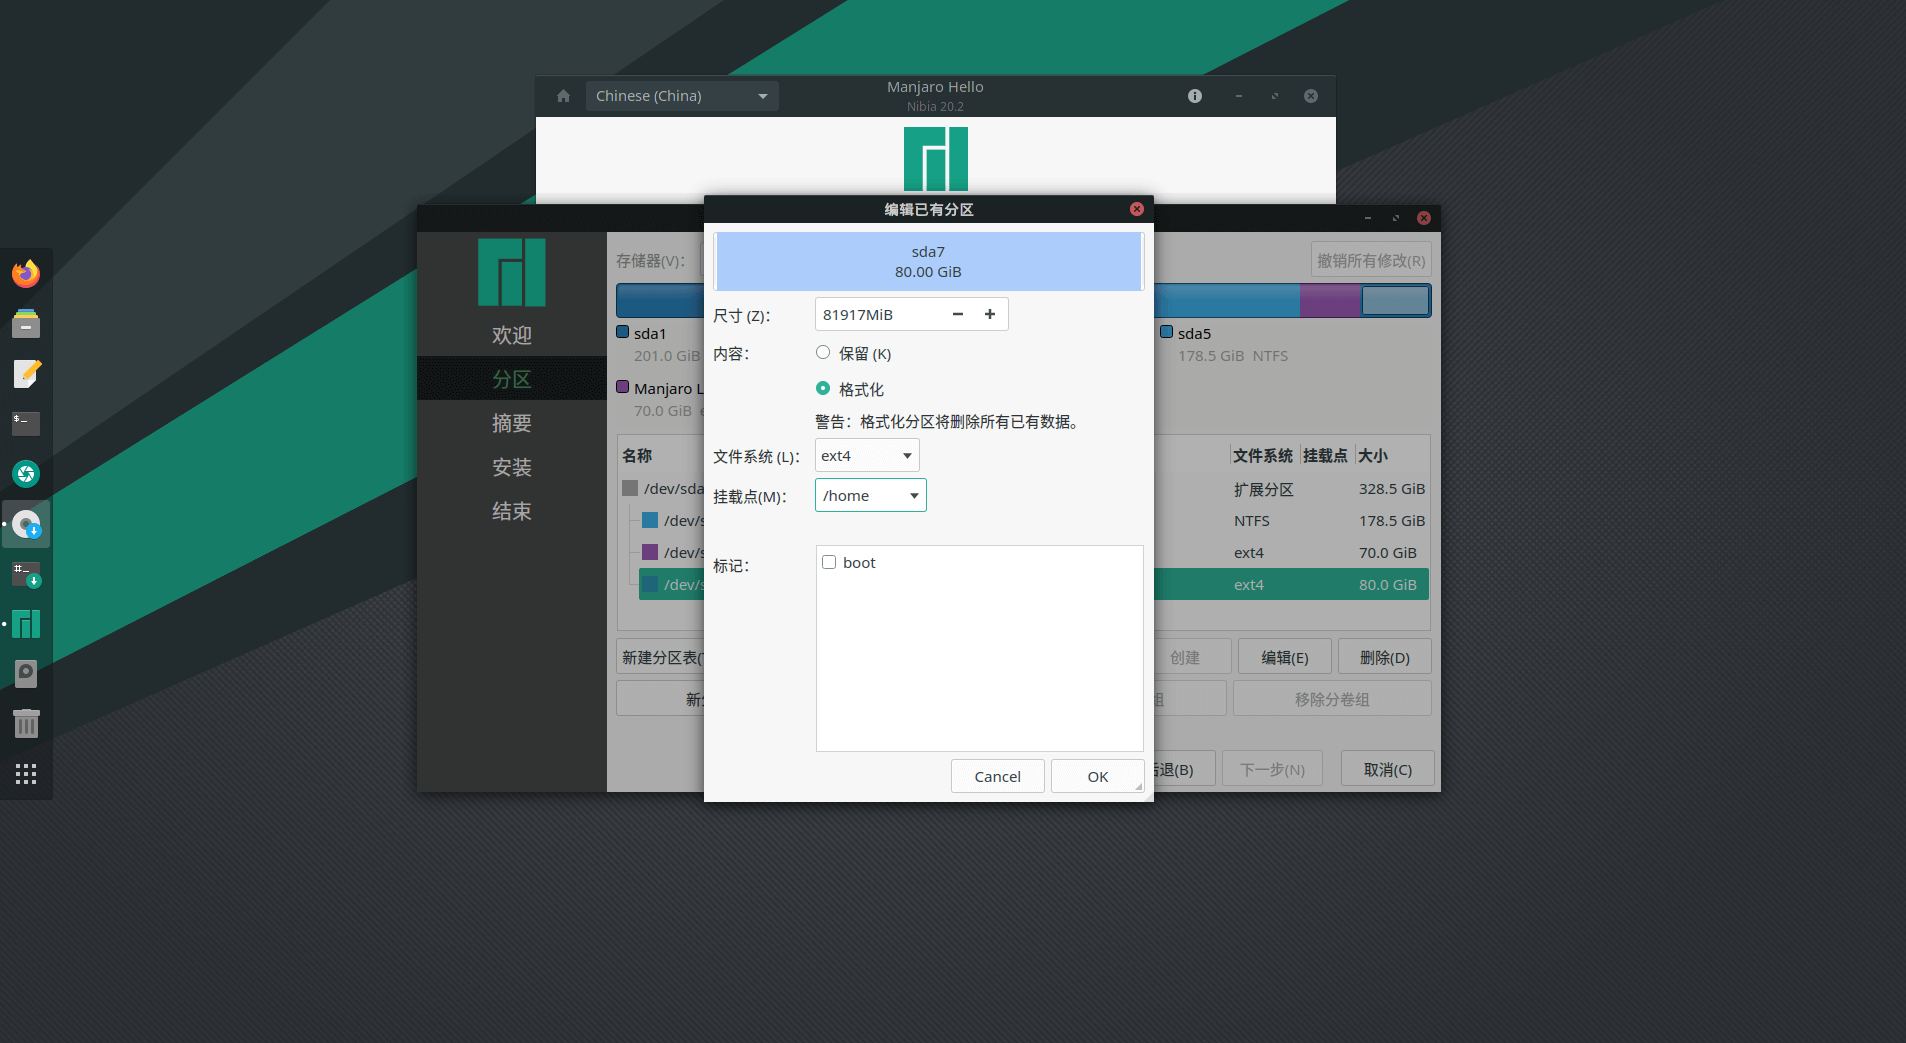 Chinese (China)
Manjaro Hello
Nibia 20.2
编辑已有分区
欢迎
分区
摘要
安装
结束
存储器(V)：
撤销所有修改(R)
sda1
201.0 GiB
sda5
178.5 GiB NTFS
Manjaro L
70.0 GiB e
sda7
80.00 GiB
尺寸 (Z)：
81917MiB
内容：
保留 (K)
格式化
警告：格式化分区将删除所有已有数据。
文件系统 (L)：
ext4
挂载点(M)：
/home
标记：
boot
Cancel
OK
名称
文件系统
挂载点
大小
/dev/sda
扩展分区
328.5 GiB
/dev/s
NTFS
178.5 GiB
/dev/s
ext4
70.0 GiB
/dev/s
ext4
80.0 GiB
新建分区表(
创建
编辑(E)
删除(D)
组
移除分卷组
后退(B)
下一步(N)
取消(C)